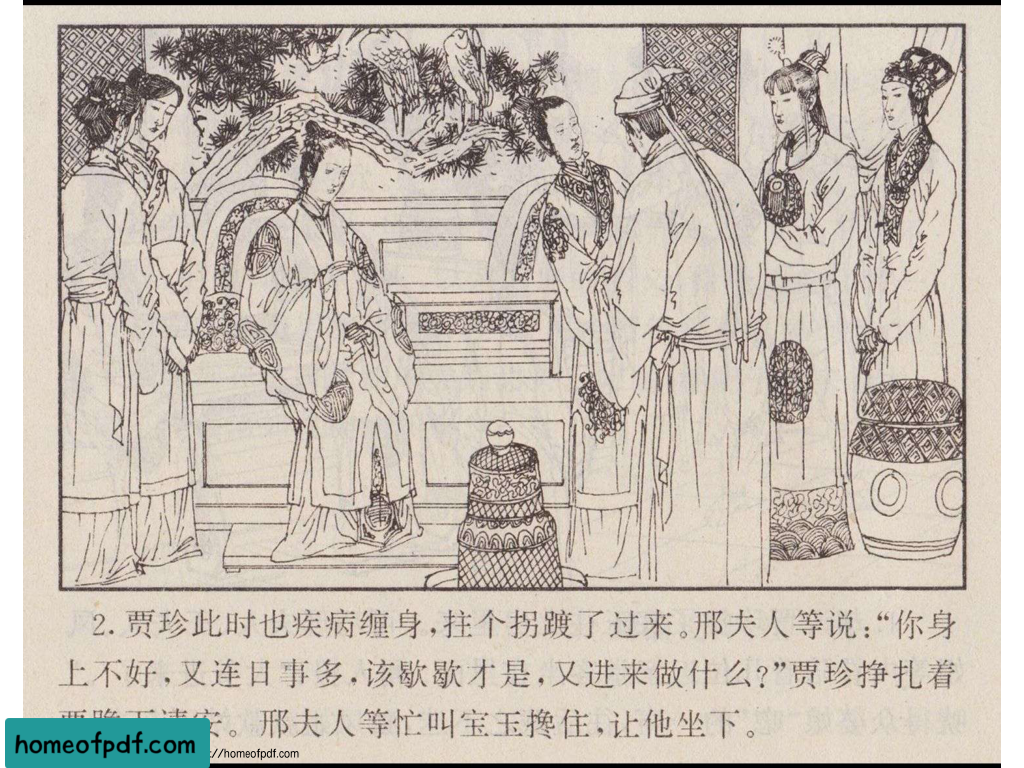 2. 贾珍此时也疾病缠身,拄个拐踱了过来。邢夫人等说:“你身
上不好,又连日事多,该歇歇才是,又进来做什么?”贾珍挣扎着
要跪下请安。邢夫人等忙叫宝玉搀住,让他坐下。
homeofpdf.com
//homeofpdf.com